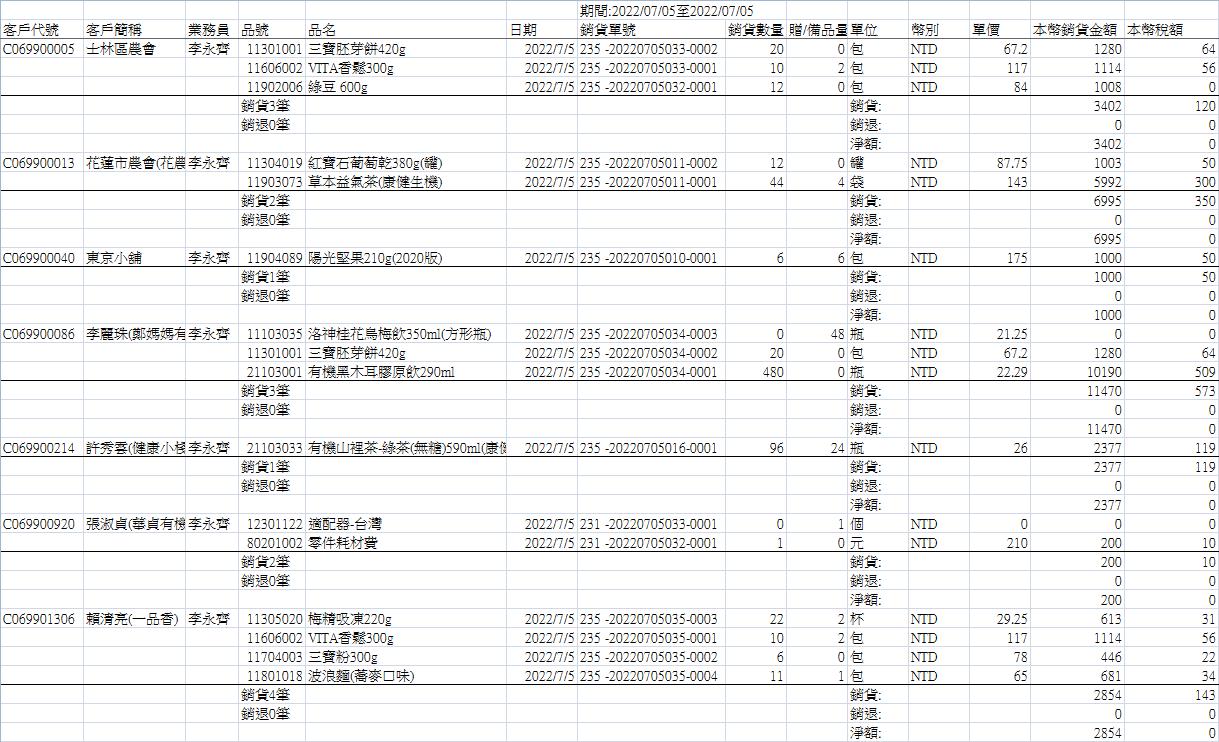 期間:2022/07/05至2022/07/05
客戶代號 客戶簡稱 業務員 品號 品名 日期 銷貨單號 銷貨數量 贈/備品量 單位 幣別 單價 本幣銷貨金額 本幣稅額
C069900005 士林區農會 李永齊 11301001 三寶胚芽餅420g 2022/7/5 235 -20220705033-0002 20 0 包 NTD 67.2 1280 64
11606002 VITA香鬆300g 2022/7/5 235 -20220705033-0001 10 2 包 NTD 117 1114 56
11902006 綠豆 600g 2022/7/5 235 -20220705032-0001 12 0 包 NTD 84 1008 0
銷貨3筆 銷貨: 3402 120
銷退0筆 銷退: 0 0
淨額: 3402 0
C069900013 花蓮市農會(花農 李永齊 11304019 紅寶石葡萄乾380g(罐) 2022/7/5 235 -20220705011-0002 12 0 罐 NTD 87.75 1003 50
11903073 草本益氣茶(康健生機) 2022/7/5 235 -20220705011-0001 44 4 袋 NTD 143 5992 300
銷貨2筆 銷貨: 6995 350
銷退0筆 銷退: 0 0
淨額: 6995 0
C069900040 東京小舖 李永齊 11904089 陽光堅果210g(2020版) 2022/7/5 235 -20220705010-0001 6 6 包 NTD 175 1000 50
銷貨1筆 銷貨: 1000 50
銷退0筆 銷退: 0 0
淨額: 1000 0
C069900086 李麗珠(鄭媽媽有 李永齊 11103035 洛神桂花烏梅飲350ml(方形瓶) 2022/7/5 235 -20220705034-0003 0 48 瓶 NTD 21.25 0 0
11301001 三寶胚芽餅420g 2022/7/5 235 -20220705034-0002 20 0 包 NTD 67.2 1280 64
21103001 有機黑木耳膠原飲290ml 2022/7/5 235 -20220705034-0001 480 0 瓶 NTD 22.29 10190 509
銷貨3筆 銷貨: 11470 573
銷退0筆 銷退: 0 0
淨額: 11470 0
C069900214 許秀雲(健康小棧 李永齊 21103033 有機山裡茶-綠茶(無糖)590ml(康健 2022/7/5 235 -20220705016-0001 96 24 瓶 NTD 26 2377 119
銷貨1筆 銷貨: 2377 119
銷退0筆 銷退: 0 0
淨額: 2377 0
C069900920 張淑貞(華貞有機 李永齊 12301122 適配器-台灣 2022/7/5 231 -20220705033-0001 0 1 個 NTD 0 0 0
80201002 零件耗材費 2022/7/5 231 -20220705032-0001 1 0 元 NTD 210 200 10
銷貨2筆 銷貨: 200 10
銷退0筆 銷退: 0 0
淨額: 200 0
C069901306 賴清亮(一品香) 李永齊 11305020 梅精吸凍220g 2022/7/5 235 -20220705035-0003 22 2 杯 NTD 29.25 613 31
11606002 VITA香鬆300g 2022/7/5 235 -20220705035-0001 10 2 包 NTD 117 1114 56
11704003 三寶粉300g 2022/7/5 235 -20220705035-0002 6 0 包 NTD 78 446 22
11801018 波浪麵(蕎麥口味) 2022/7/5 235 -20220705035-0004 11 1 包 NTD 65 681 34
銷貨4筆 銷貨: 2854 143
銷退0筆 銷退: 0 0
淨額: 2854 0